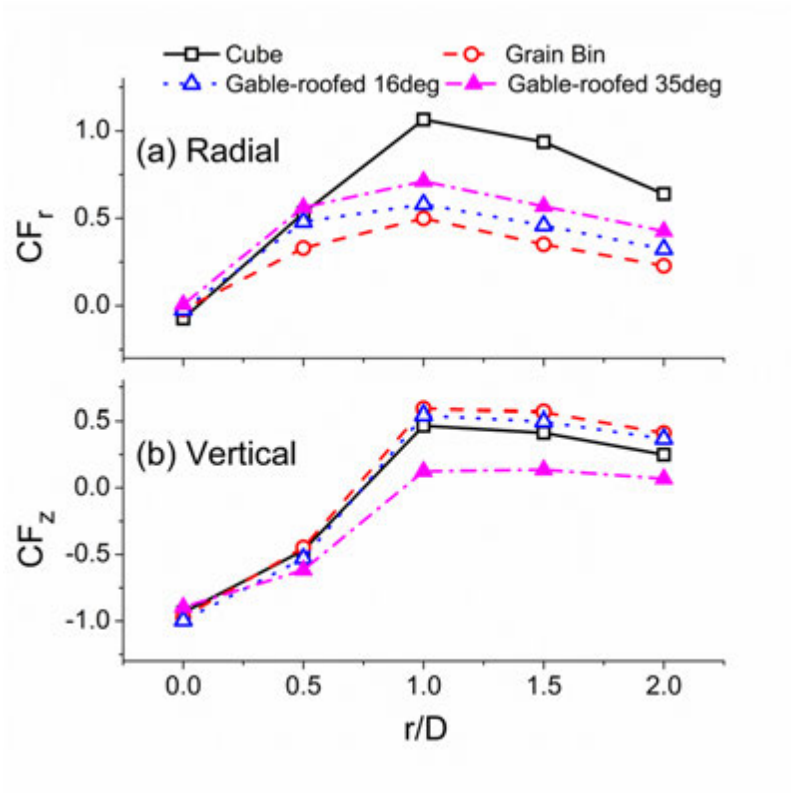 Cube Grain Bin
Gable-roofed 16deg Gable-roofed 35deg
(a) Radial
CFr
1.0
0.5
0.0
(b) Vertical
CFz
0.5
0.0
-0.5
-1.0
0.0 0.5 1.0 1.5 2.0
r/D